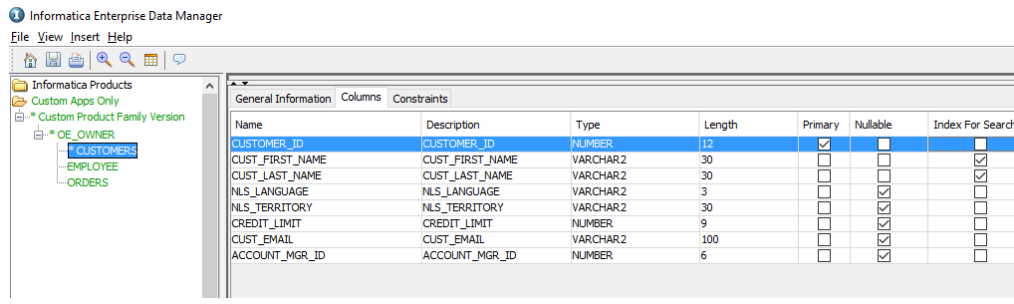 Informatica Enterprise Data Manager
File View Insert Help
Informatica Products
Custom Apps Only
* Custom Product Family Version
* OE_OWNER
* CUSTOMERS
EMPLOYEE
ORDERS
General Information Columns Constraints
Name Description Type Length Primary Nullable Index For Search
CUSTOMER_ID CUSTOMER_ID NUMBER 12
CUST_FIRST_NAME CUST_FIRST_NAME VARCHAR2 30
CUST_LAST_NAME CUST_LAST_NAME VARCHAR2 30
NLS_LANGUAGE NLS_LANGUAGE VARCHAR2 3
NLS_TERRITORY NLS_TERRITORY VARCHAR2 30
CREDIT_LIMIT CREDIT_LIMIT NUMBER 9
CUST_EMAIL CUST_EMAIL VARCHAR2 100
ACCOUNT_MGR_ID ACCOUNT_MGR_ID NUMBER 6